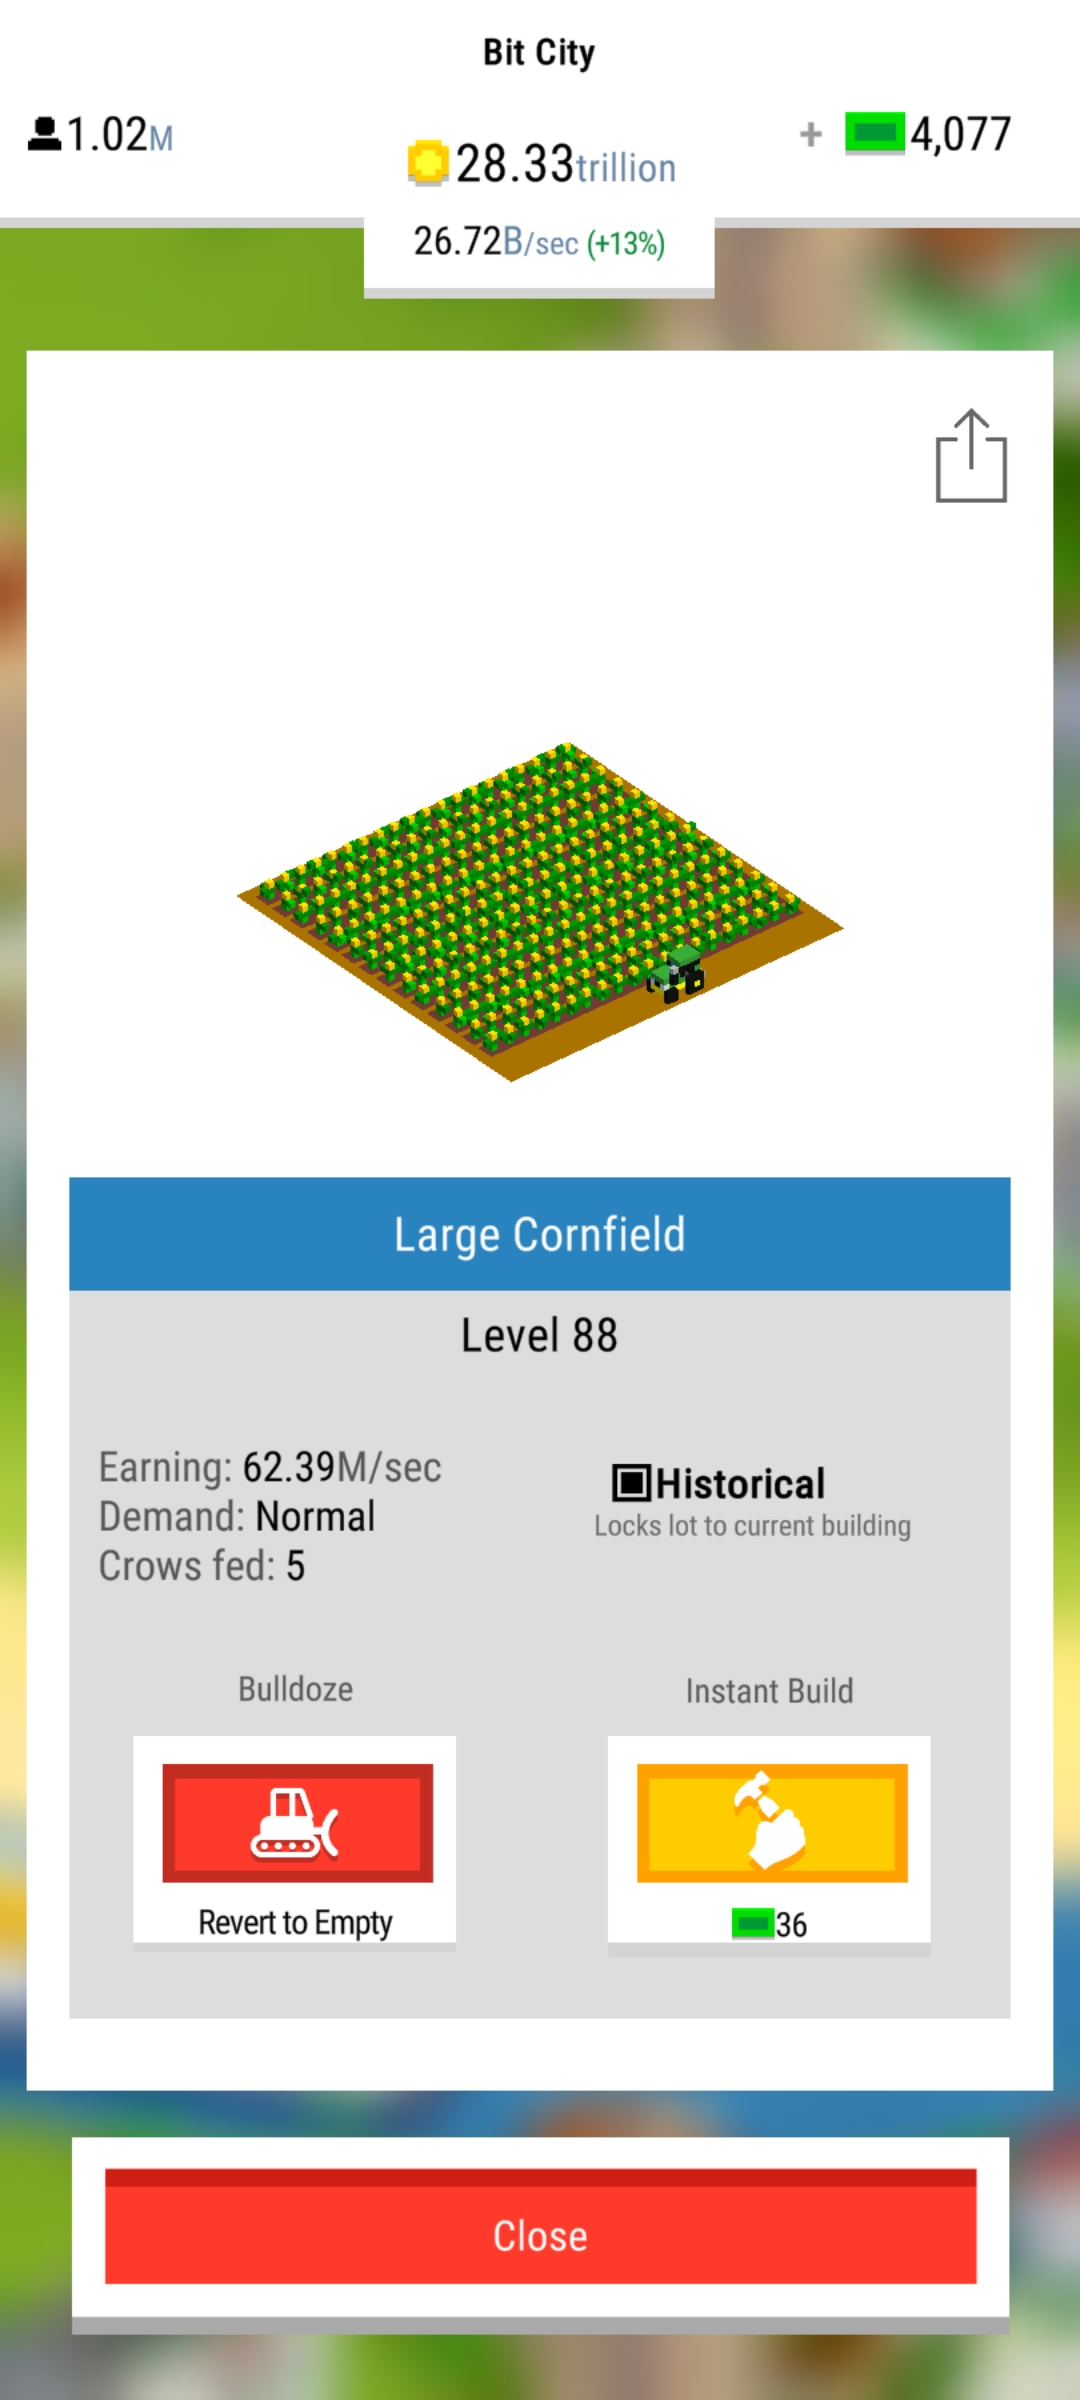 Bit City
1.02M
28.33trillion
+ 4,077
26.72B/sec (+13%)
Large Cornfield
Level 88
Earning: 62.39M/sec
Demand: Normal
Crows fed: 5
Historical
Locks lot to current building
Bulldoze
Revert to Empty
Instant Build
36
Close